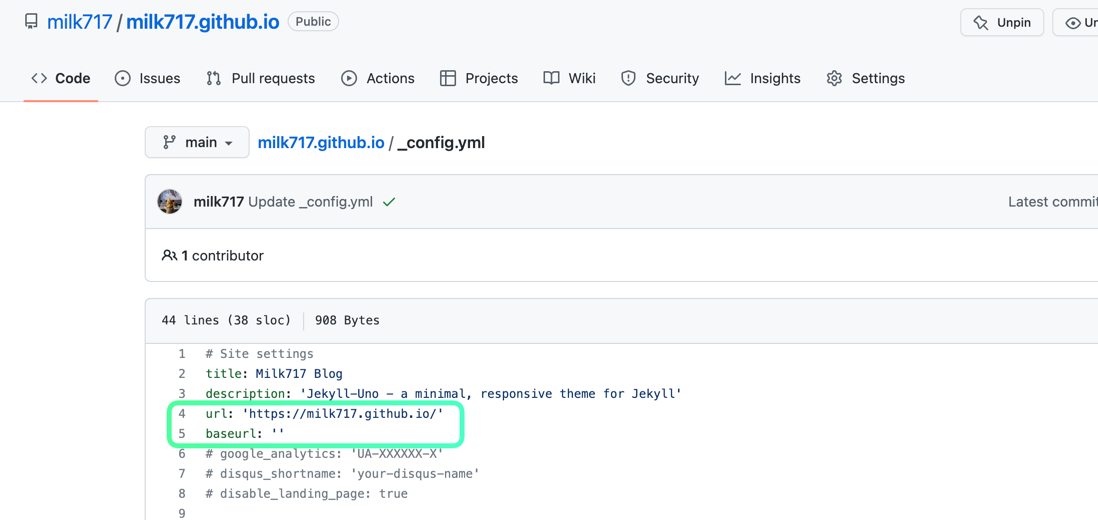 milk717 / milk717.github.io Public Unpin Un
Code Issues Pull requests Actions Projects Wiki Security Insights Settings
main milk717.github.io / _config.yml
milk717 Update _config.yml Latest commit
1 contributor
44 lines (38 sloc) 908 Bytes
1 # Site settings
2 title: Milk717 Blog
3 description: 'Jekyll-Uno - a minimal, responsive theme for Jekyll'
4 url: 'https://milk717.github.io/'
5 baseurl: ''
6 # google_analytics: 'UA-XXXXXX-X'
7 # disqus_shortname: 'your-disqus-name'
8 # disable_landing_page: true
9